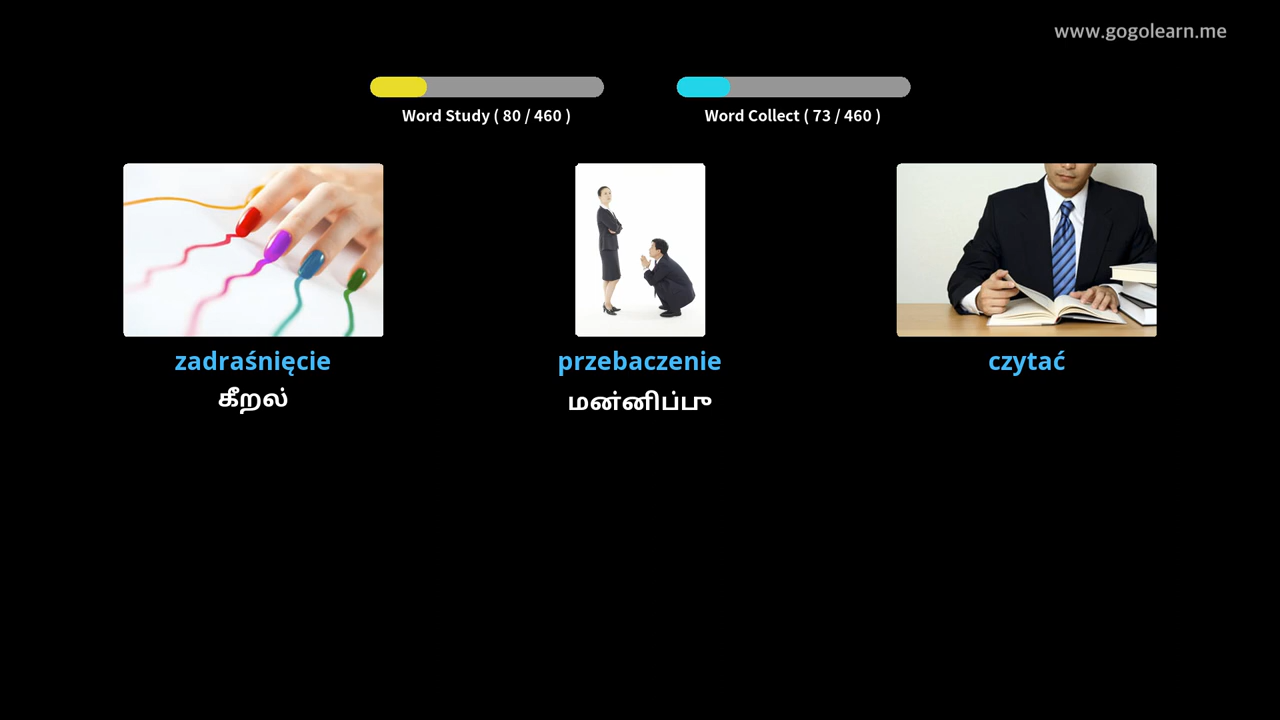 www.gogolearn.me
Word Study ( 80 / 460 )
Word Collect ( 73 / 460 )
zadraśnięcie
przebaczenie
czytać
கீறல்
மன்னிப்பு